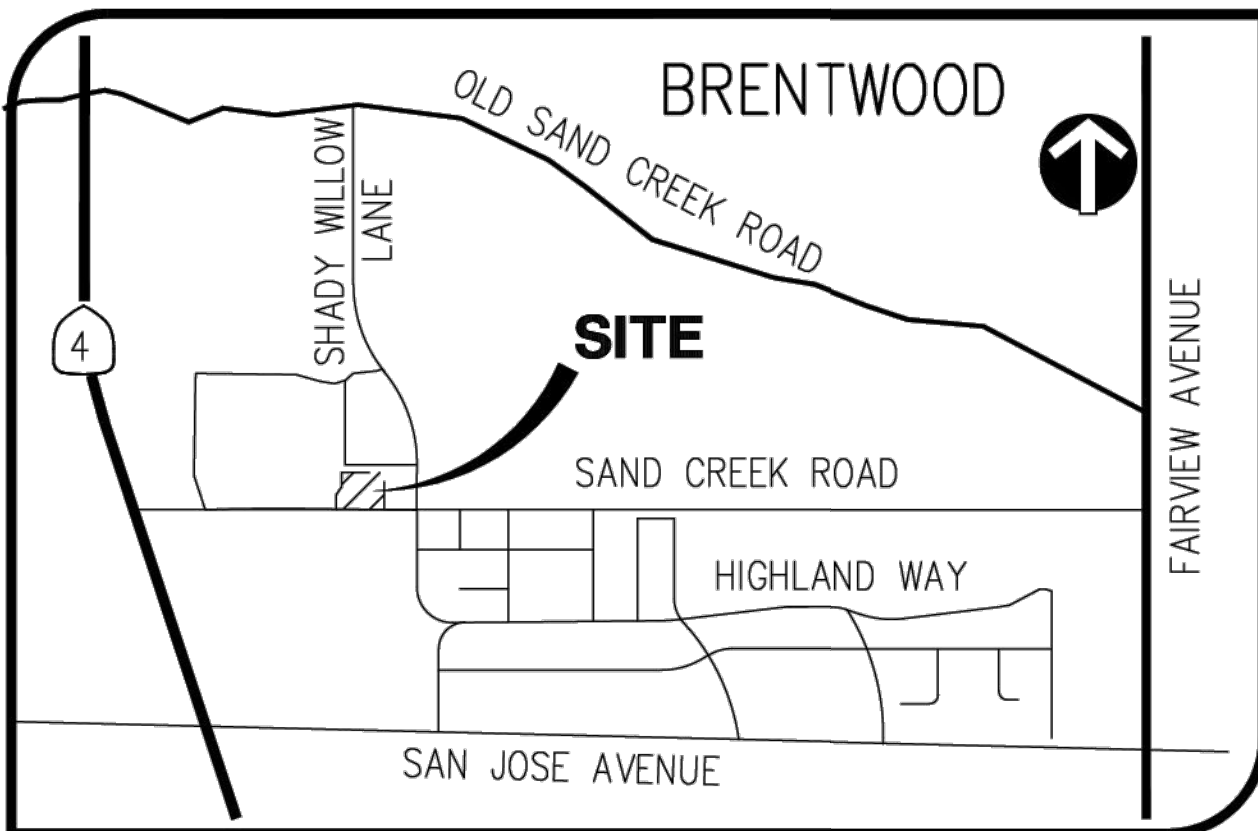 BRENTWOOD
OLD SAND CREEK ROAD
SHADY WILLOW
LANE
4
SITE
FAIRVIEW AVENUE
SAND CREEK ROAD
HIGHLAND WAY
SAN JOSE AVENUE